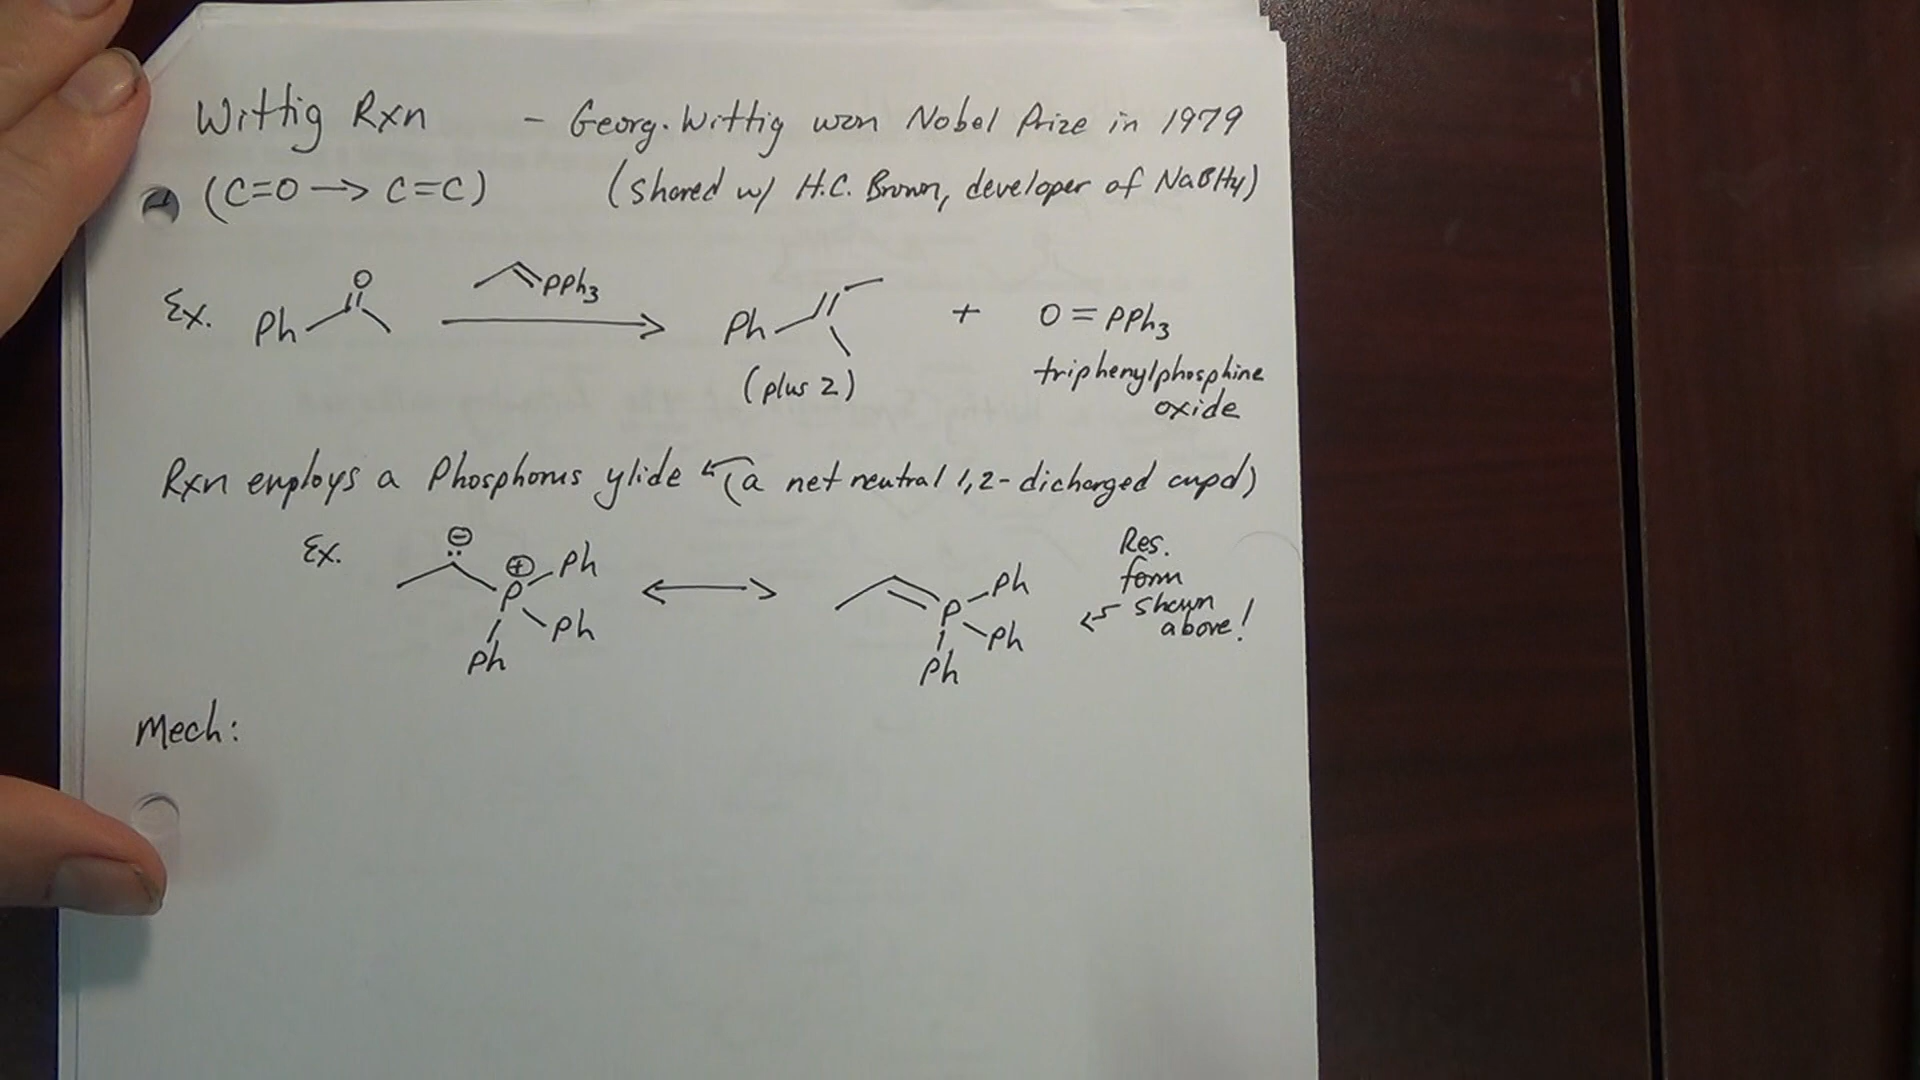 Wittig Rxn - Georg. Wittig won Nobel Prize in 1979
(C=O → C=C) (shared w/ H.C. Brown, developer of NaBH4)
Ex. Ph O PPh3 Ph + O = PPh3
(plus Z) triphenylphosphine
oxide
Rxn employs a Phosphorus ylide (a net neutral 1,2-dicharged cmpd)
Ex. ⊖ ⊕ P Ph Ph Ph ↔ P Ph Ph Ph
Res.
form
shown
above!
Mech: